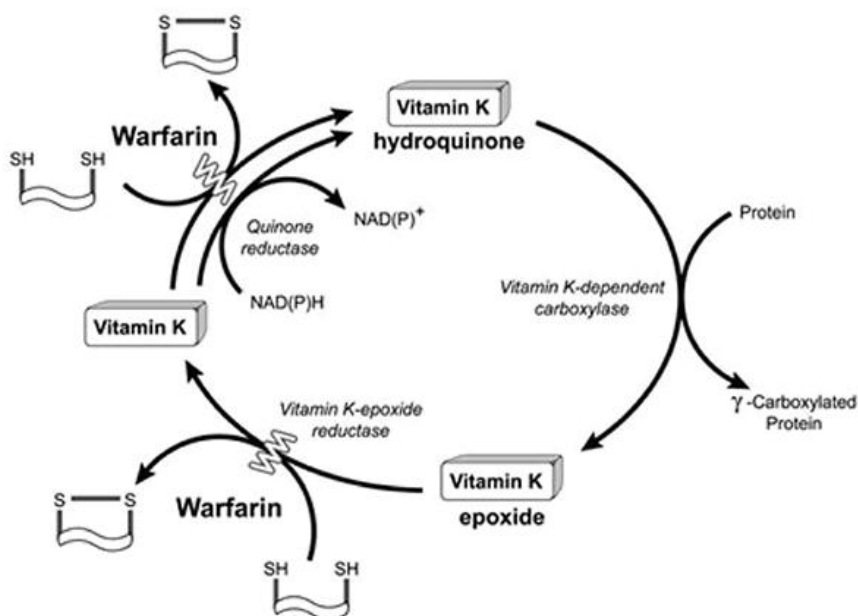 S S
Warfarin
SH SH
Vitamin K
hydroquinone
Quinone
reductase
NAD(P)+
NAD(P)H
Protein
Vitamin K-dependent
carboxylase
γ-Carboxylated
Protein
Vitamin K
Vitamin K-epoxide
reductase
Vitamin K
epoxide
S S
Warfarin
SH SH